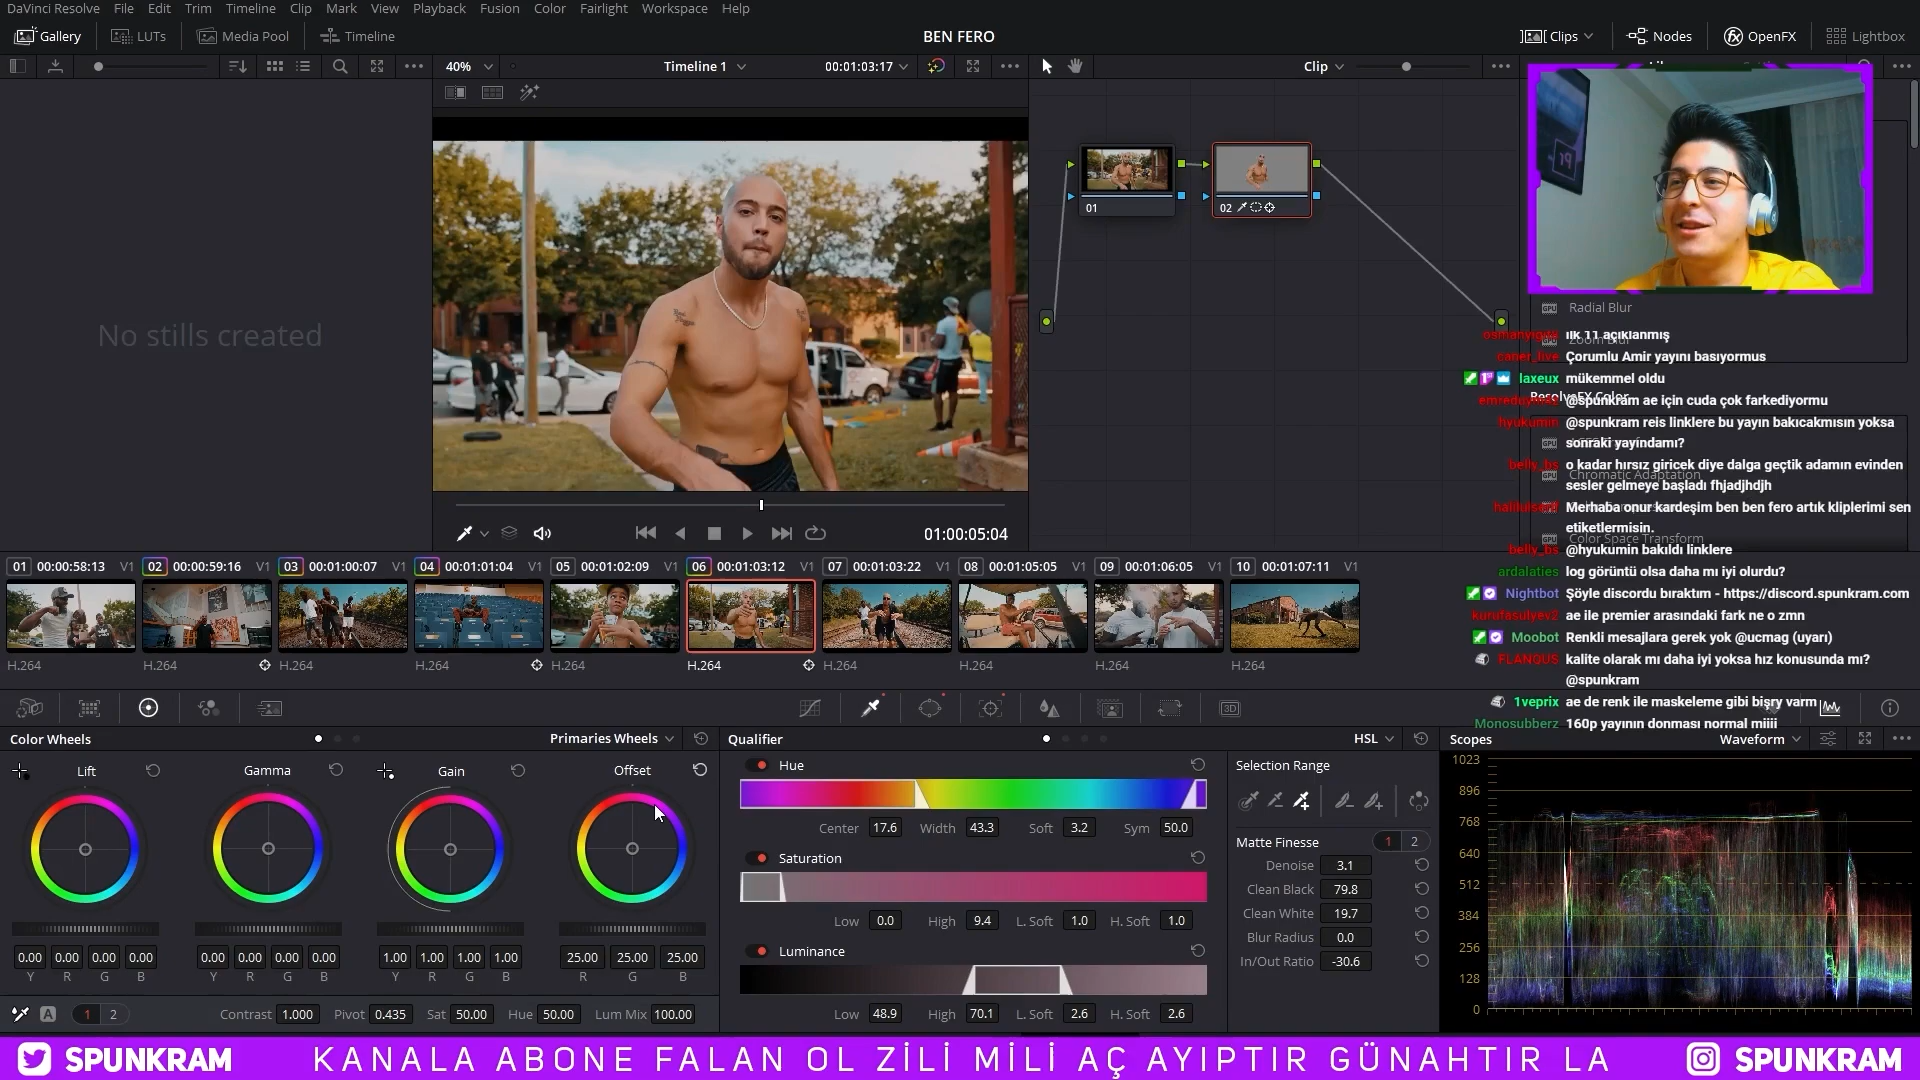 DaVinci Resolve File Edit Trim Timeline Clip Mark View Playback Fusion Color Fairlight Workspace Help
Gallery LUTs Media Pool Timeline BEN FERO Clips Nodes OpenFX Lightbox
40% Timeline 1 00:01:03:17 Clip
No stills created
01
02
01:00:05:04
Radial Blur
Zoom Blur
ilk 11 açıklanmış
caner_live Çorumlu Amir yayını basıyormus
laxeux mükemmel oldu
@spunkram ae için cuda çok farkediyormu
hyukumin @spunkram reis linklere bu yayın bakıcakmısın yoksa
sonraki yayındamı?
belly_bs o kadar hırsız giricek diye dalga geçtik adamın evinden
Chromatic Adaptation
sesler gelmeye başladı fhjadjhdjh
Merhaba onur kardeşim ben ben fero artık kliplerimi sen
etiketlermisin.
Color Space Transform
belly_bs @hyukumin bakıldı linklere
ardalaties log görüntü olsa daha mı iyi olurdu?
Nightbot Şöyle discordu bıraktım - https://discord.spunkram.com
kurufasulyev2 ae ile premier arasındaki fark ne o zmn
Moobot Renkli mesajlara gerek yok @ucmag (uyarı)
FLANQUS kalite olarak mı daha iyi yoksa hız konusunda mı?
@spunkram
1veprix ae de renk ile maskeleme gibi bişry varm
Monosubberz 160p yayının donması normal miiii
01 00:00:58:13 V1 02 00:00:59:16 V1 03 00:01:00:07 V1 04 00:01:01:04 V1 05 00:01:02:09 V1 06 00:01:03:12 V1 07 00:01:03:22 V1 08 00:01:05:05 V1 09 00:01:06:05 V1 10 00:01:07:11 V1
H.264 H.264 H.264 H.264 H.264 H.264 H.264 H.264 H.264 H.264
3D
Color Wheels Primaries Wheels
Lift Gamma Gain Offset
0.00 0.00 0.00 0.00 0.00 0.00 0.00 0.00 1.00 1.00 1.00 1.00 25.00 25.00 25.00
Y R G B Y R G B Y R G B R G B
A 1 2 Contrast 1.000 Pivot 0.435 Sat 50.00 Hue 50.00 Lum Mix 100.00
Qualifier HSL
Hue
Center 17.6 Width 43.3 Soft 3.2 Sym 50.0
Saturation
Low 0.0 High 9.4 L. Soft 1.0 H. Soft 1.0
Luminance
Low 48.9 High 70.1 L. Soft 2.6 H. Soft 2.6
Selection Range
Matte Finesse 1 2
Denoise 3.1
Clean Black 79.8
Clean White 19.7
Blur Radius 0.0
In/Out Ratio -30.6
Scopes Waveform
1023
896
768
640
512
384
256
128
0
SPUNKRAM KANALA ABONE FALAN OL ZİLİ MİLİ AÇ AYIPTIR GÜNAHTIR LA SPUNKRAM